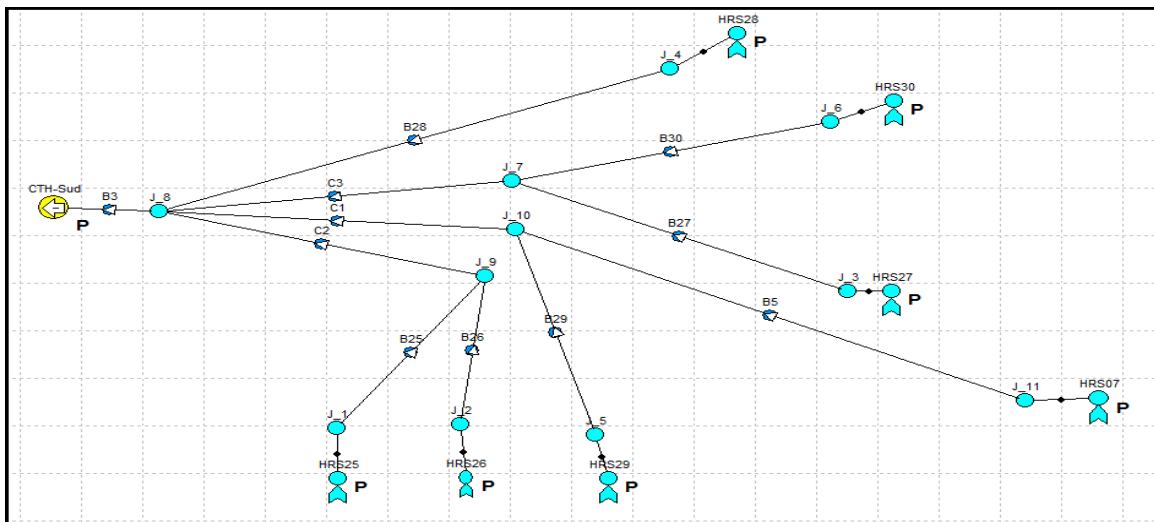 HRS28
P
J_4
HRS30
P
J_6
B28
B30
J_7
C3
CTH-Sud
B3
J_8
P
C1
J_10
C2
B27
J_9
J_3
HRS27
P
B5
B29
B25
B26
J_11
HRS07
P
J_1
J_2
J_5
HRS25
P
HRS26
P
HRS29
P